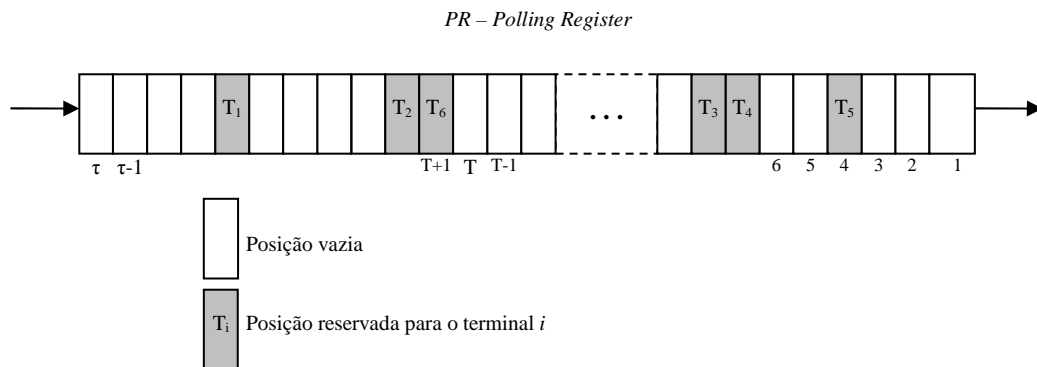 PR – Polling Register
T1 T2 T6 ... T3 T4 T5
τ τ-1 T+1 T T-1 6 5 4 3 2 1
Posição vazia
Ti Posição reservada para o terminal i